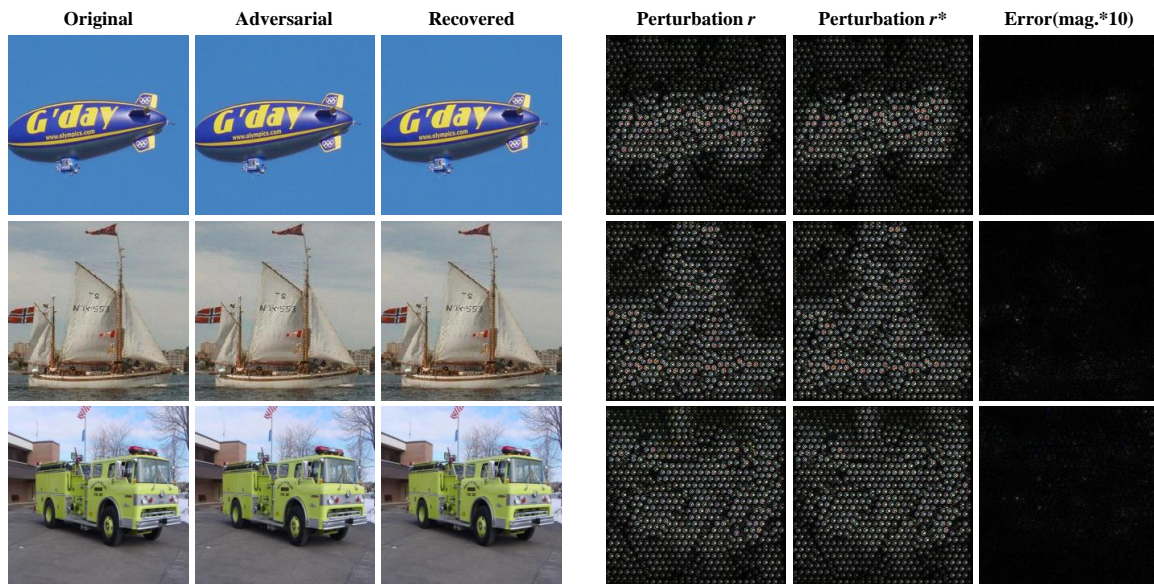 Original Adversarial Recovered Perturbation r Perturbation r* Error(mag.*10)
G'day G'day G'day
www.olympics.com www.olympics.com www.olympics.com